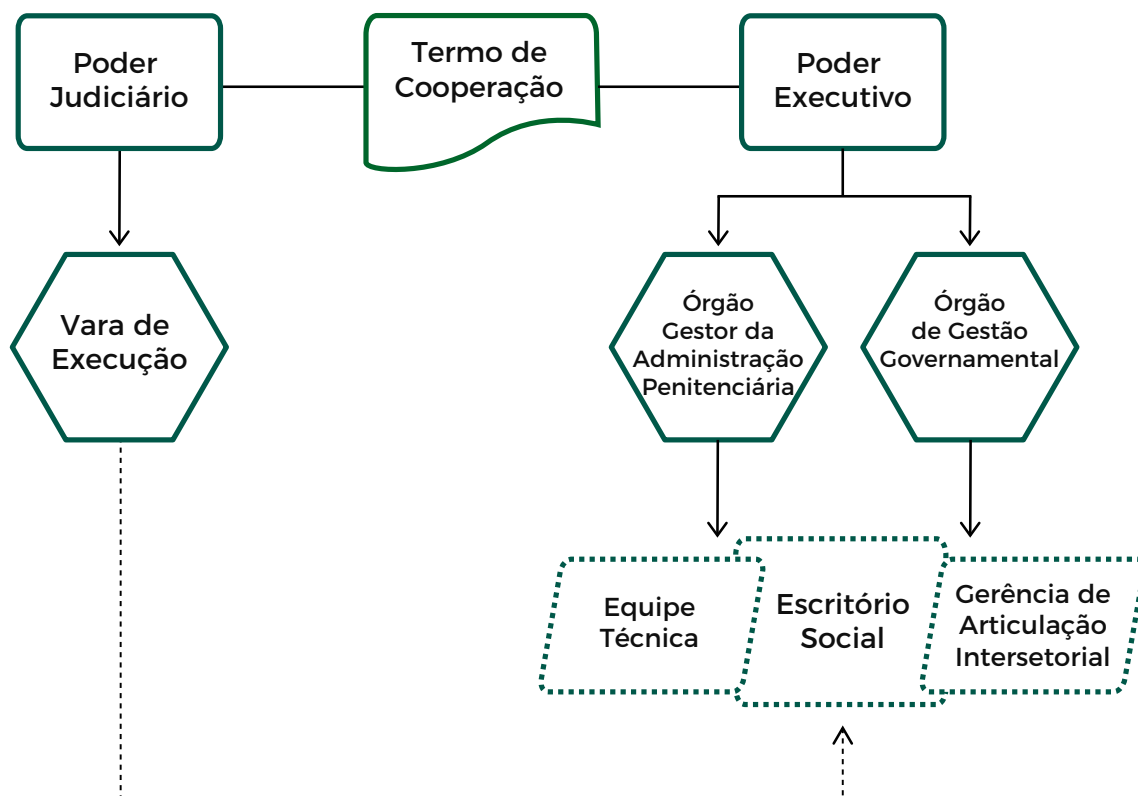 Poder
Judiciário
Termo de
Cooperação
Poder
Executivo
Vara de
Execução
Órgão
Gestor da
Administração
Penitenciária
Órgão
de Gestão
Governamental
Equipe
Técnica
Escritório
Social
Gerência de
Articulação
Intersetorial